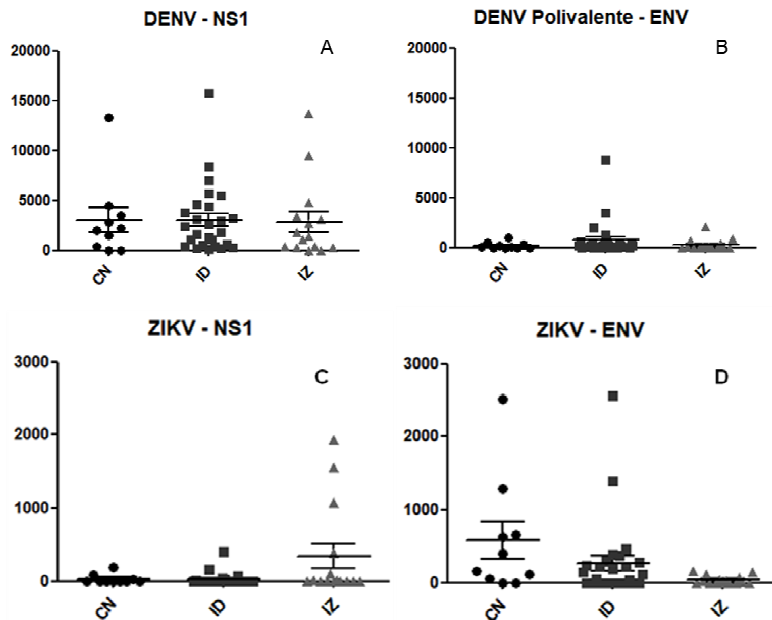 DENV - NS1
A
20000
15000
10000
5000
0
CN
ID
IZ
DENV Polivalente - ENV
B
20000
15000
10000
5000
0
CN
ID
IZ
ZIKV - NS1
C
3000
2000
1000
0
CN
ID
IZ
ZIKV - ENV
D
3000
2000
1000
0
CN
ID
IZ